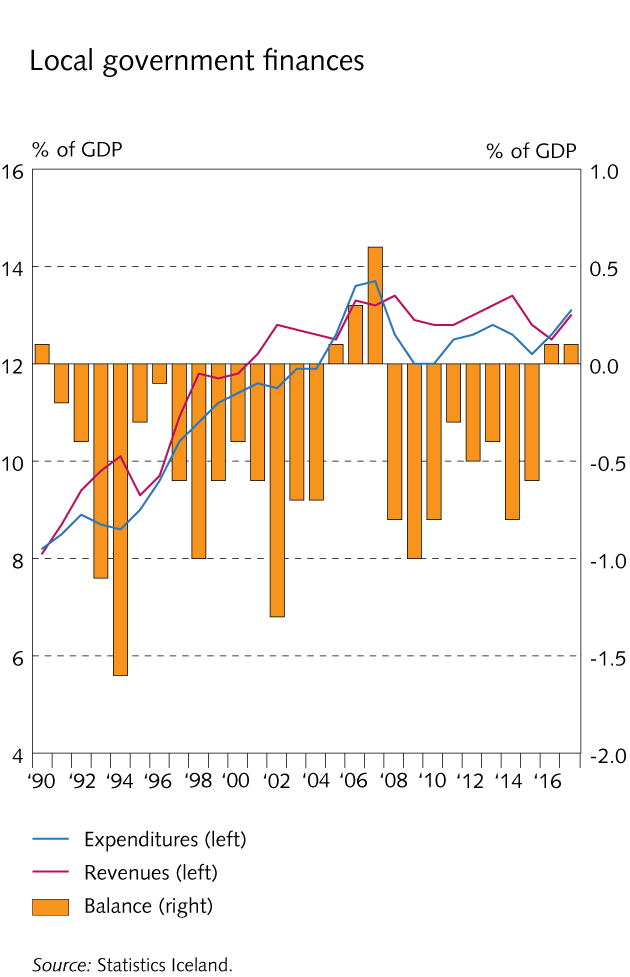 Local government finances
% of GDP % of GDP
16 1.0
14 0.5
12 0.0
10 -0.5
8 -1.0
6 -1.5
4 -2.0
‘90 ‘92 ‘94 ‘96 ‘98 ‘00 ‘02 ‘04 ‘06 ‘08 ‘10 ‘12 ‘14 ‘16
Expenditures (left)
Revenues (left)
Balance (right)
Source: Statistics Iceland.